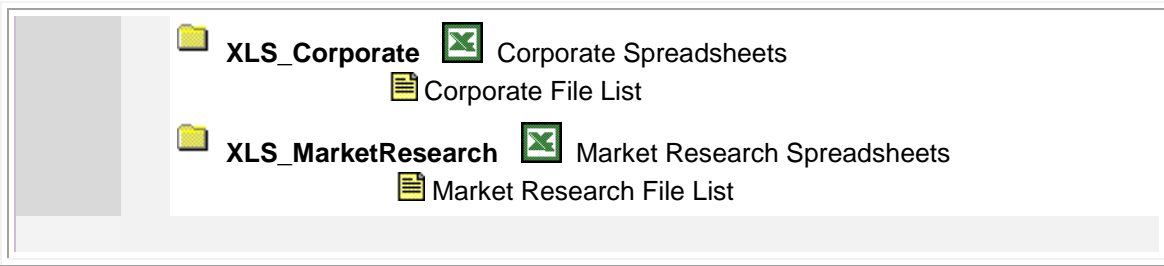 XLS_Corporate Corporate Spreadsheets
Corporate File List
XLS_MarketResearch Market Research Spreadsheets
Market Research File List